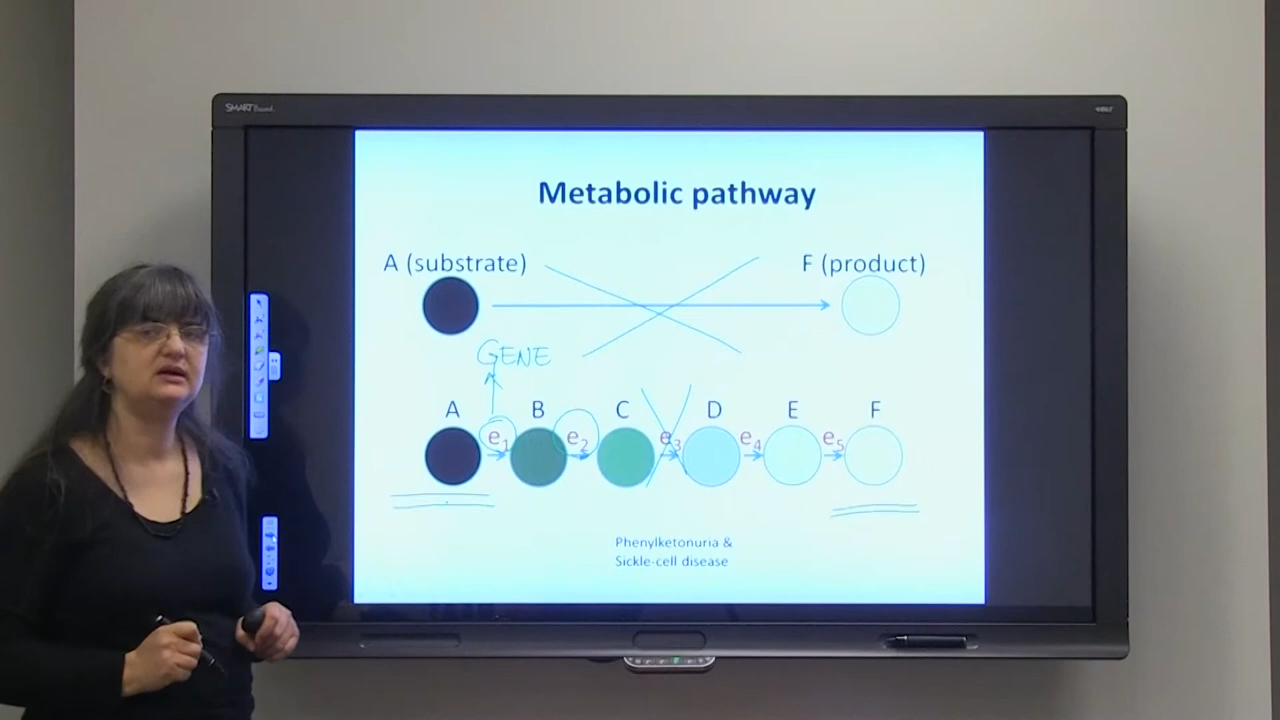 SMART Board
Metabolic pathway
A (substrate) F (product)
GENE
A B C D E F
e₁ e₂ e₃ e₄ e₅
Phenylketonuria &
Sickle-cell disease